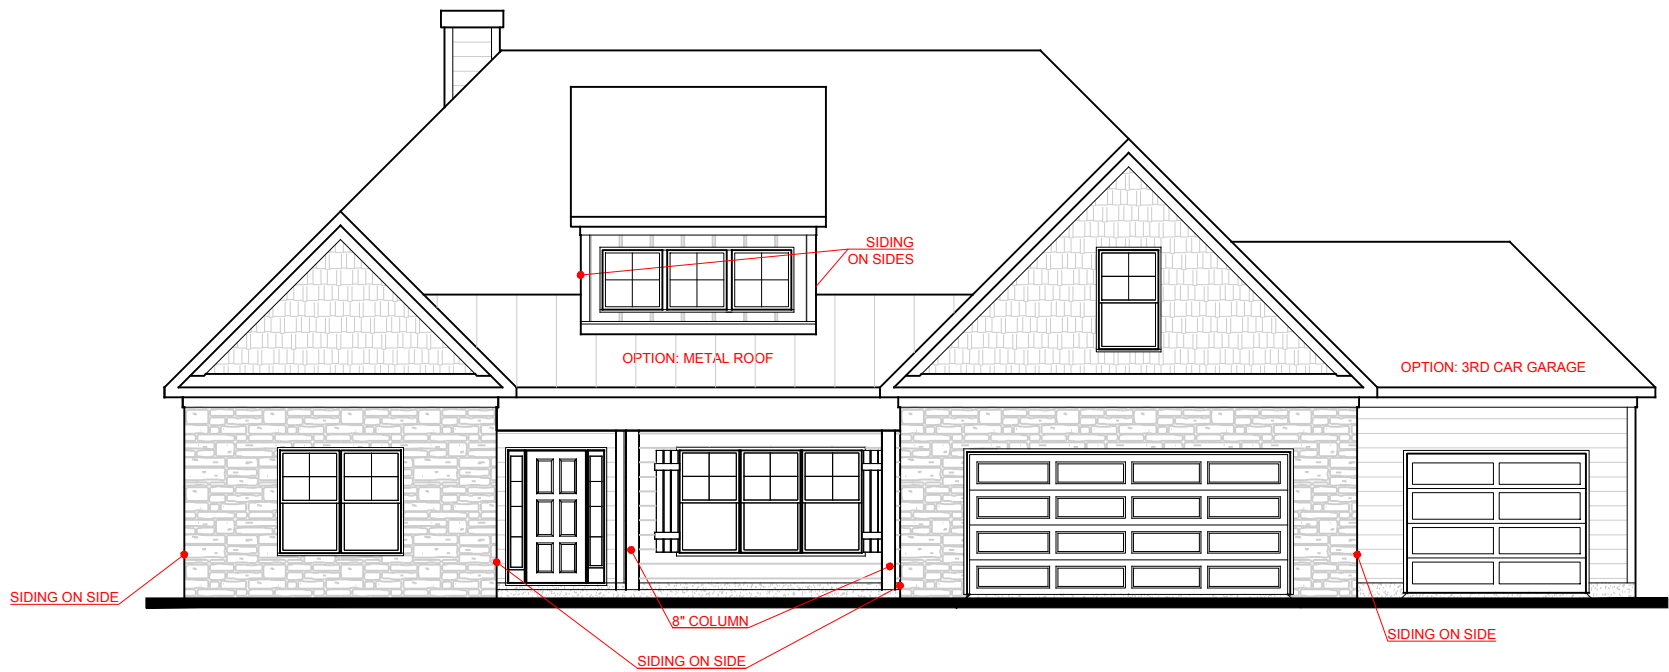 SIDING
ON SIDES
OPTION: METAL ROOF
OPTION: 3RD CAR GARAGE
SIDING ON SIDE
8" COLUMN
SIDING ON SIDE
SIDING ON SIDE